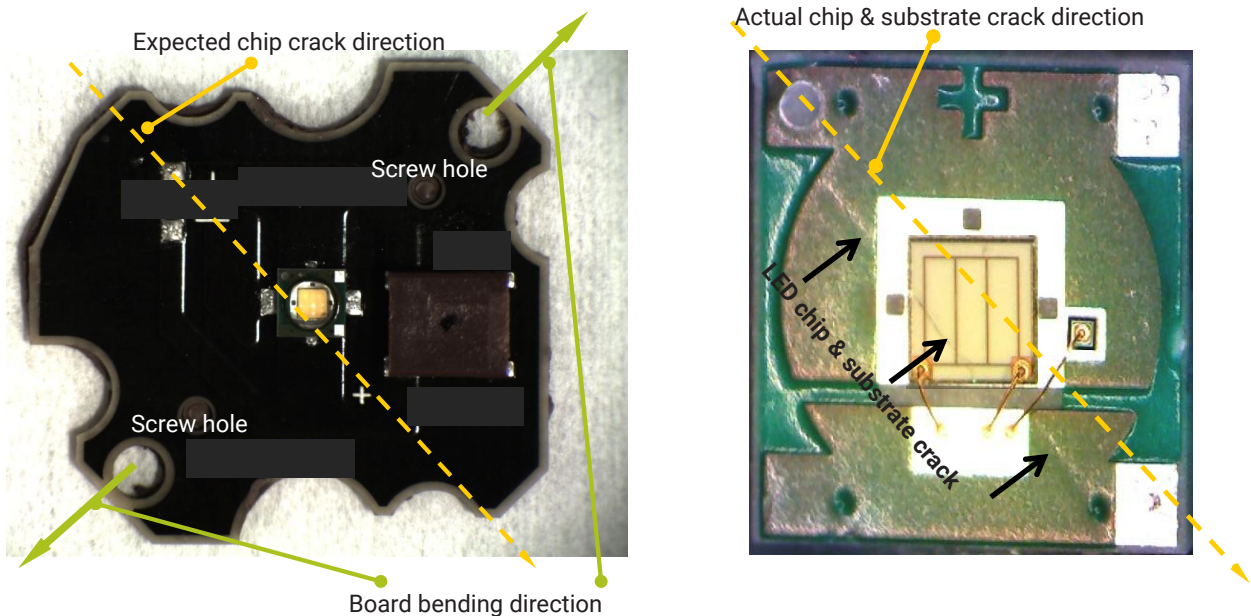 Expected chip crack direction
Screw hole
Screw hole
Board bending direction
Actual chip & substrate crack direction
LED chip & substrate crack